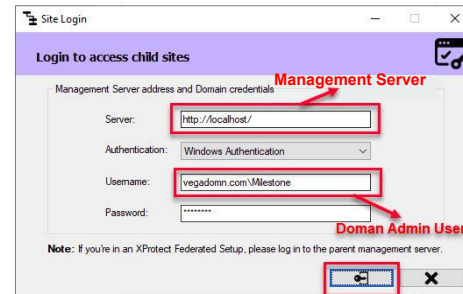 Site Login
Login to access child sites
Management Server address and Domain credentials
Management Server
Server: http://localhost/
Authentication: Windows Authentication
Username: vegadomn.com\Milestone
Password: ********
Doman Admin User
Note: If you're in an XProtect Federated Setup, please log in to the parent management server.